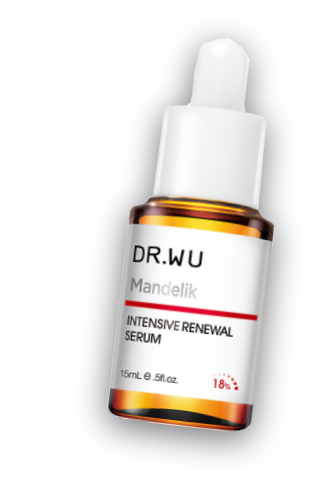 DR.WU
Mandelik
INTENSIVE RENEWAL
SERUM
15mL e .5fl.oz.
18%